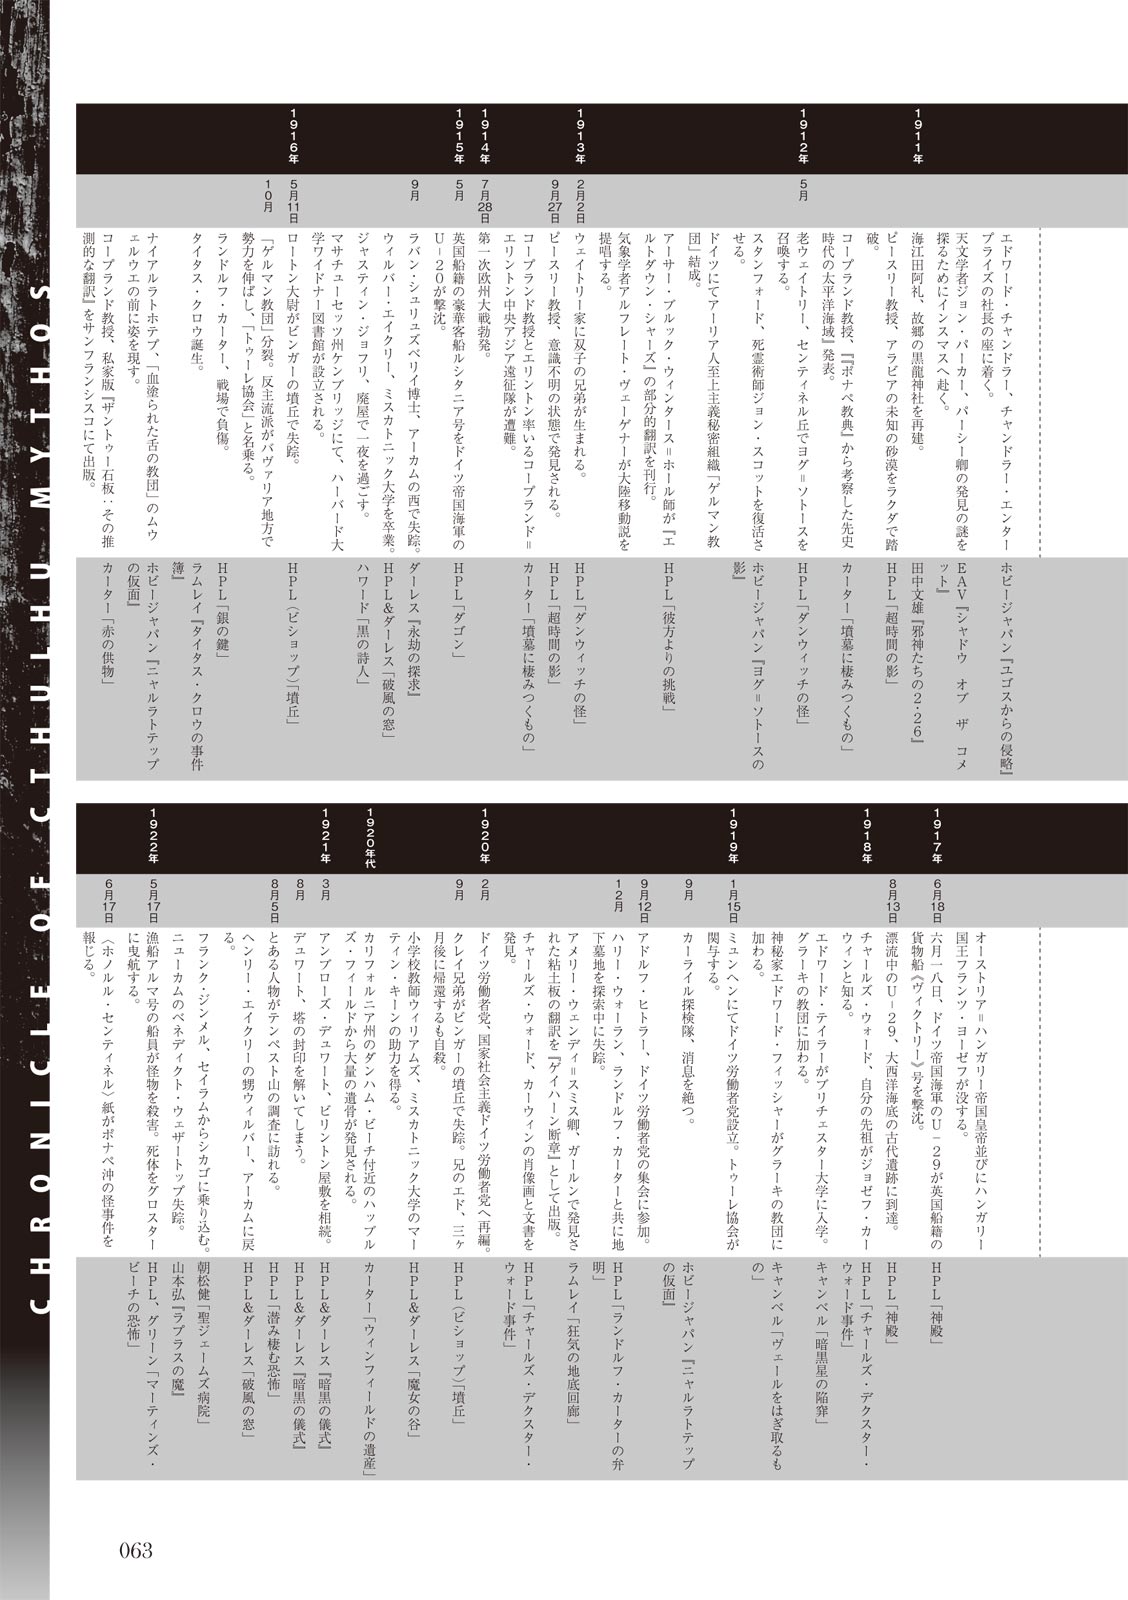 エドワード・チャンドラー、チャンドラー・エンター
プライズの社長の座に着く。
ホビージャパン『ユゴスからの侵略』
天文学者ジョン・パーカー、パーシー卿の発見の謎を
探るためにインスマスへ赴く。
EAV『シャドウ　オブ　ザ　コメ
ット』
1911年
海江田阿礼、故郷の黒龍神社を再建。
田中文雄『邪神たちの2・26』
ピースリー教授、アラビアの未知の砂漠をラクダで踏
破。
HPL「超時間の影」
コープランド教授、『『ポナペ教典』から考察した先史
時代の太平洋海域』発表。
カーター「墳墓に棲みつくもの」
1912年
5月
老ウェイトリー、センティネル丘でヨグ＝ソトースを
召喚する。
HPL「ダンウィッチの怪」
スタンフォード、死霊術師ジョン・スコットを復活さ
せる。
ホビージャパン『ヨグ＝ソトースの
影』
ドイツにてアーリア人至上主義秘密組織「ゲルマン教
団」結成。
アーサー・ブルック・ウィンタース＝ホール師が『エ
ルトダウン・シャーズ』の部分的翻訳を刊行。
HPL「彼方よりの挑戦」
気象学者アルフレート・ヴェーゲナーが大陸移動説を
提唱する。
1913年
2月2日
ウェイトリー家に双子の兄弟が生まれる。
HPL「ダンウィッチの怪」
9月27日
ピースリー教授、意識不明の状態で発見される。
HPL「超時間の影」
コープランド教授とエリントン率いるコープランド＝
エリントン中央アジア遠征隊が遭難。
カーター「墳墓に棲みつくもの」
1914年
7月28日
第一次欧州大戦勃発。
1915年
5月
英国船籍の豪華客船ルシタニア号をドイツ帝国海軍の
U－20が撃沈。
HPL「ダゴン」
9月
ラバン・シュリュズベリイ博士、アーカムの西で失踪。
ダーレス『永劫の探求』
ウィルバー・エイクリー、ミスカトニック大学を卒業。
HPL＆ダーレス「破風の窓」
ジャスティン・ジョフリ、廃屋で一夜を過ごす。
ハワード「黒の詩人」
マサチューセッツ州ケンブリッジにて、ハーバード大
学ワイドナー図書館が設立される。
1916年
5月11日
ロートン大尉がビンガーの墳丘で失踪。
HPL（ビショップ）「墳丘」
10月
「ゲルマン教団」分裂。反主流派がバヴァリア地方で
勢力を伸ばし、「トゥーレ協会」と名乗る。
ランドルフ・カーター、戦場で負傷。
HPL「銀の鍵」
タイタス・クロウ誕生。
ラムレイ『タイタス・クロウの事件
簿』
ナイアルラトホテプ、「血塗られた舌の教団」のムウ
ェルウエの前に姿を現す。
ホビージャパン『ニャルラトテップ
の仮面』
コープランド教授、私家版『ザントゥー石板：その推
測的な翻訳』をサンフランシスコにて出版。
カーター「赤の供物」
オーストリア＝ハンガリー帝国皇帝並びにハンガリー
国王フランツ・ヨーゼフが没する。
1917年
6月18日
六月一八日、ドイツ帝国海軍のU－29が英国船籍の
貨物船《ヴィクトリー》号を撃沈。
HPL「神殿」
8月13日
漂流中のU－29、大西洋海底の古代遺跡に到達。
HPL「神殿」
1918年
チャールズ・ウォード、自分の先祖がジョゼフ・カー
ウィンと知る。
HPL「チャールズ・デクスター・
ウォード事件」
エドワード・テイラーがブリチェスター大学に入学。
グラーキの教団に加わる。
キャンベル「暗黒星の陥穽」
神秘家エドワード・フィッシャーがグラーキの教団に
加わる。
キャンベル「ヴェールをはぎ取るも
の」
1919年
1月15日
ミュンヘンにてドイツ労働者党設立。トゥーレ協会が
関与する。
9月
カーライル探検隊、消息を絶つ。
ホビージャパン『ニャルラトテップ
の仮面』
9月12日
アドルフ・ヒトラー、ドイツ労働者党の集会に参加。
12月
ハリー・ウォーラン、ランドルフ・カーターと共に地
下墓地を探索中に失踪。
HPL「ランドルフ・カーターの弁
明」
アメリー・ウェンディ＝スミス卿、ガールンで発見さ
れた粘土板の翻訳を『ゲイハーン断章』として出版。
ラムレイ「狂気の地底回廊」
チャールズ・ウォード、カーウィンの肖像画と文書を
発見。
HPL「チャールズ・デクスター・
ウォード事件」
1920年
2月
ドイツ労働者党、国家社会主義ドイツ労働者党へ再編。
9月
クレイ兄弟がビンガーの墳丘で失踪。兄のエド、三ヶ
月後に帰還するも自殺。
HPL（ビショップ）「墳丘」
小学校教師ウィリアムズ、ミスカトニック大学のマー
ティン・キーンの助力を得る。
HPL＆ダーレス「魔女の谷」
1920年代
カリフォルニア州のダンハム・ビーチ付近のハッブル
ズ・フィールドから大量の遺骨が発見される。
カーター「ウィンフィールドの遺産」
1921年
3月
アンブローズ・デュワート、ビリントン屋敷を相続。
HPL＆ダーレス『暗黒の儀式』
8月
デュワート、塔の封印を解いてしまう。
HPL＆ダーレス『暗黒の儀式』
8月5日
とある人物がテンペスト山の調査に訪れる。
HPL「潜み棲む恐怖」
ヘンリー・エイクリーの甥ウィルバー、アーカムに戻
る。
HPL＆ダーレス「破風の窓」
フランク・ジンメル、セイラムからシカゴに乗り込む。
朝松健「聖ジェームズ病院」
ニューカムのベネディクト・ウェザートップ失踪。
山本弘『ラプラスの魔』
1922年
5月17日
漁船アルマ号の船員が怪物を殺害。死体をグロスター
に曳航する。
HPL、グリーン「マーティンズ・
ビーチの恐怖」
6月17日
〈ホノルル・センティネル〉紙がポナペ沖の怪事件を
報じる。
CHRONICLE OF CTHULHU MYTHOS
063